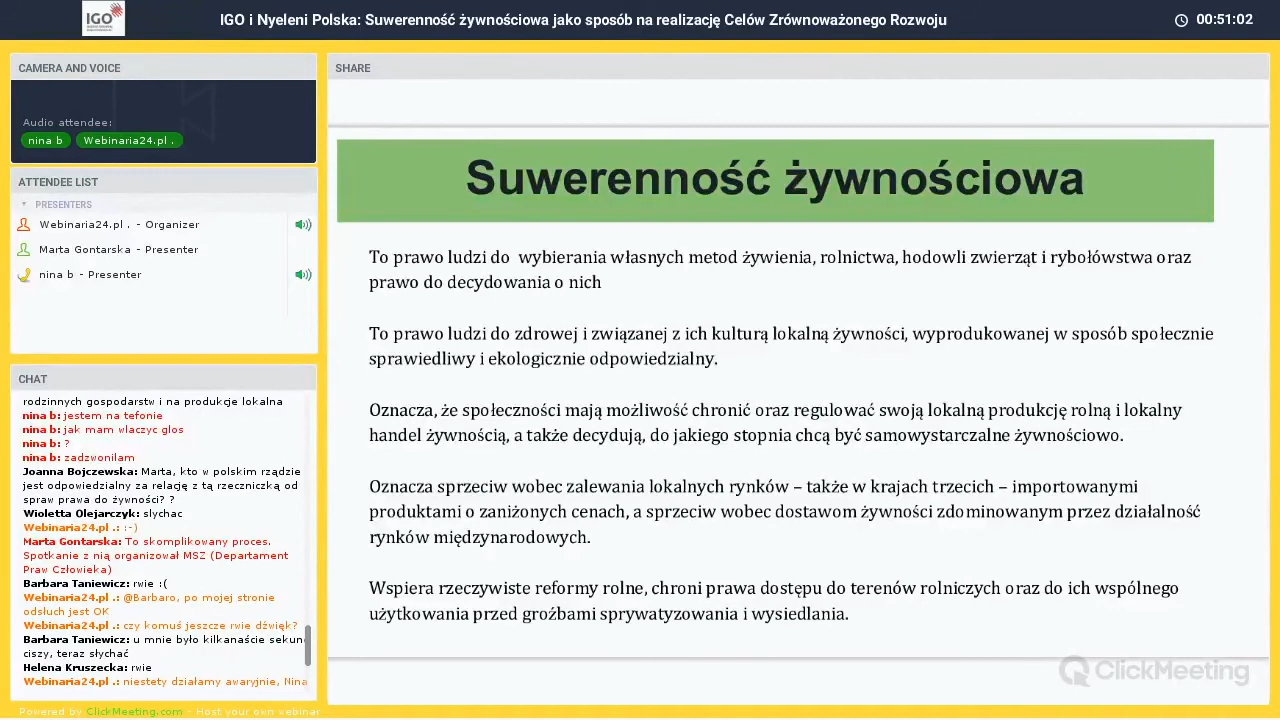 IGO
IGO i Nyeleni Polska: Suwerenność żywnościowa jako sposób na realizację Celów Zrównoważonego Rozwoju
00:51:02
CAMERA AND VOICE
Audio attendee:
nina b
Webinaria24.pl .
ATTENDEE LIST
PRESENTERS
Webinaria24.pl . - Organizer
Marta Gontarska - Presenter
nina b - Presenter
CHAT
rodzinnych gospodarstw i na produkcje lokalna
nina b: jestem na tefonie
nina b: jak mam wlaczyc glos
nina b: ?
nina b: zadzwonilam
Joanna Bojczewska: Marta, kto w polskim rządzie
jest odpowiedzialny za relację z tą rzeczniczką od
spraw prawa do żywności? ?
Wioletta Olejarczyk: slychac
Webinaria24.pl .: :-)
Marta Gontarska: To skomplikowany proces.
Spotkanie z nią organizował MSZ (Departament
Praw Człowieka)
Barbara Taniewicz: rwie :(
Webinaria24.pl .: @Barbaro, po mojej stronie
odsłuch jest OK
Webinaria24.pl .: czy komuś jeszcze rwie dźwięk?
Barbara Taniewicz: u mnie było kilkanaście sekun
ciszy, teraz słychać
Helena Kruszecka: rwie
Webinaria24.pl .: niestety działamy awaryjnie, Nina
Powered by ClickMeeting.com - Host your own webinar
SHARE
Suwerenność żywnościowa
To prawo ludzi do wybierania własnych metod żywienia, rolnictwa, hodowli zwierząt i rybołówstwa oraz
prawo do decydowania o nich
To prawo ludzi do zdrowej i związanej z ich kulturą lokalną żywności, wyprodukowanej w sposób społecznie
sprawiedliwy i ekologicznie odpowiedzialny.
Oznacza, że społeczności mają możliwość chronić oraz regulować swoją lokalną produkcję rolną i lokalny
handel żywnością, a także decydują, do jakiego stopnia chcą być samowystarczalne żywnościowo.
Oznacza sprzeciw wobec zalewania lokalnych rynków – także w krajach trzecich – importowanymi
produktami o zaniżonych cenach, a sprzeciw wobec dostawom żywności zdominowanym przez działalność
rynków międzynarodowych.
Wspiera rzeczywiste reformy rolne, chroni prawa dostępu do terenów rolniczych oraz do ich wspólnego
użytkowania przed groźbami sprywatyzowania i wysiedlania.
ClickMeeting